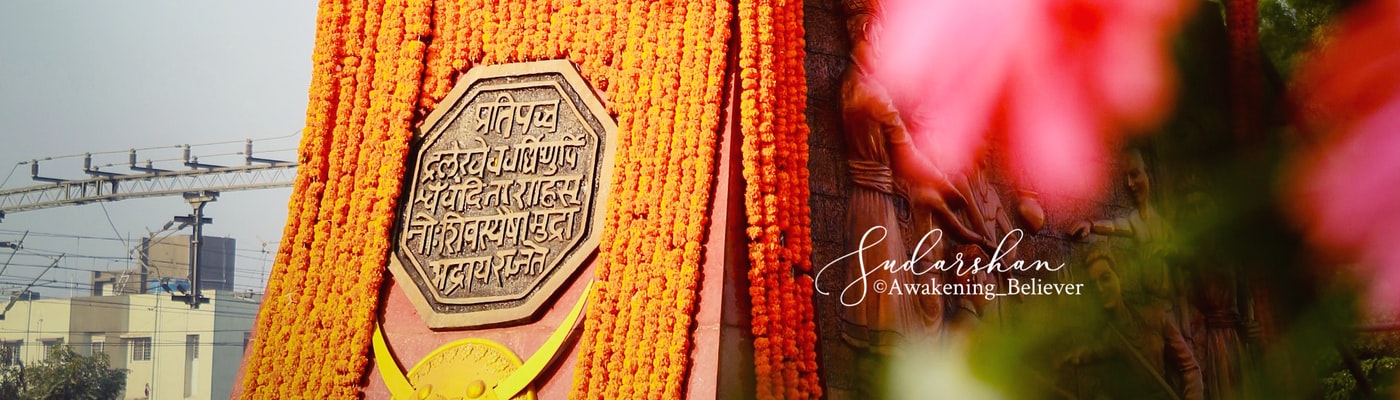 प्रतिपच्चं
द्रलेखेव वर्धिष्णुर्वि
श्ववंदिता शाहसू
नोः शिवस्यैषा मुद्रा
भद्राय राजते
Sudarshan
©Awakening_Believer